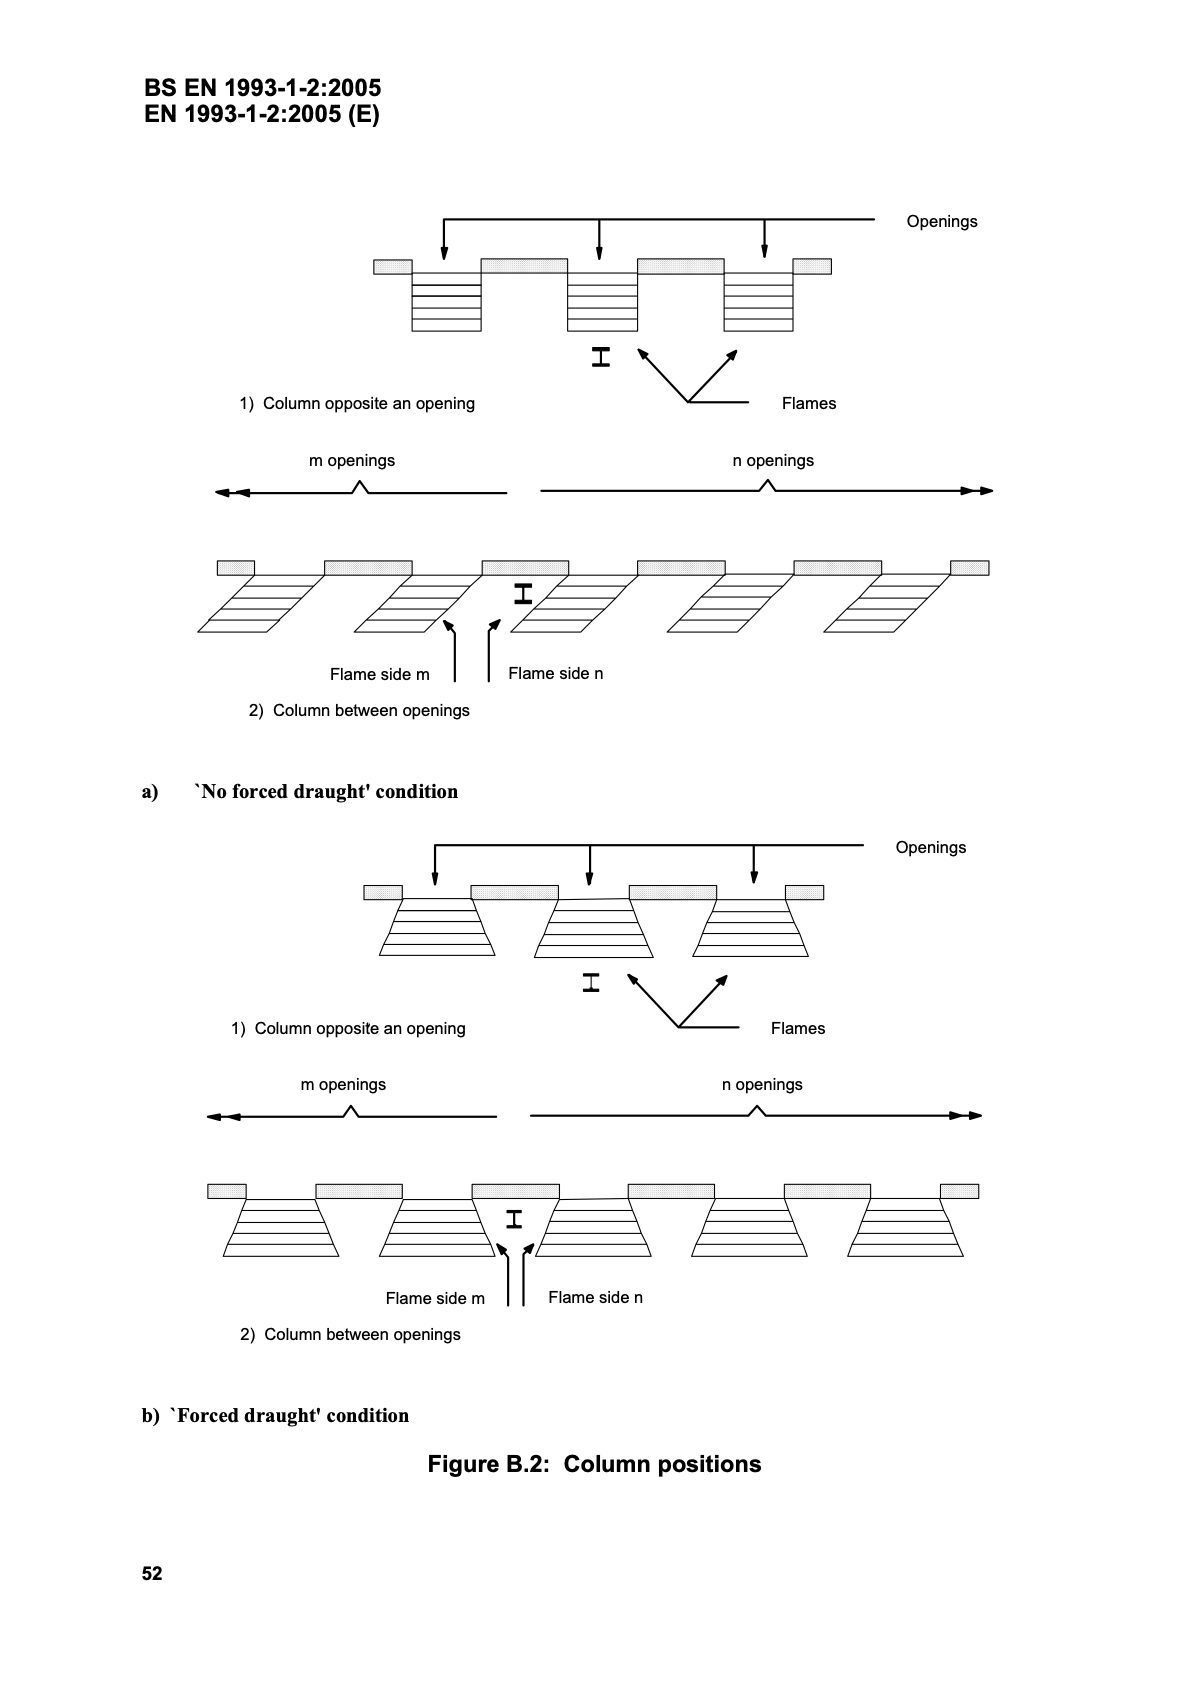 BS EN 1993-1-2:2005
EN 1993-1-2:2005 (E)
Openings
1) Column opposite an opening
Flames
m openings
n openings
Flame side m
Flame side n
2) Column between openings
a) `No forced draught' condition
Openings
1) Column opposite an opening
Flames
m openings
n openings
Flame side m
Flame side n
2) Column between openings
b) `Forced draught' condition
Figure B.2: Column positions
52